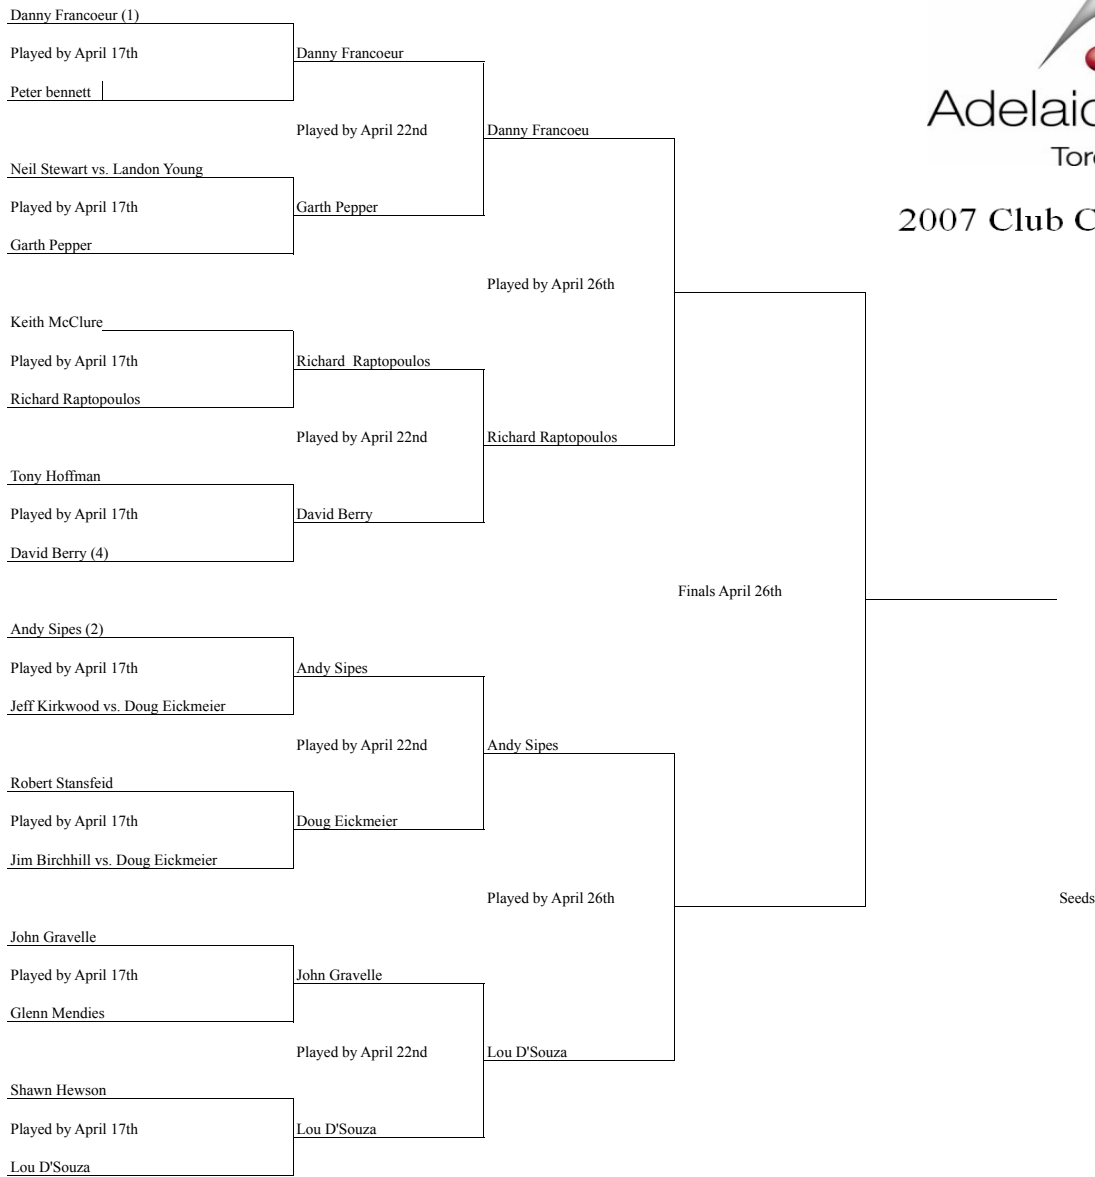 Danny Francoeur (1)
Played by April 17th
Danny Francoeur
Peter bennett
Played by April 22nd
Danny Francoeu
Neil Stewart vs. Landon Young
Played by April 17th
Garth Pepper
Garth Pepper
Played by April 26th
Keith McClure
Played by April 17th
Richard Raptopoulos
Richard Raptopoulos
Played by April 22nd
Richard Raptopoulos
Tony Hoffman
Played by April 17th
David Berry
David Berry (4)
Finals April 26th
Andy Sipes (2)
Played by April 17th
Andy Sipes
Jeff Kirkwood vs. Doug Eickmeier
Played by April 22nd
Andy Sipes
Robert Stansfeid
Played by April 17th
Doug Eickmeier
Jim Birchhill vs. Doug Eickmeier
Played by April 26th
John Gravelle
Played by April 17th
John Gravelle
Glenn Mendies
Played by April 22nd
Lou D'Souza
Shawn Hewson
Played by April 17th
Lou D'Souza
Lou D'Souza
2007 Club
Seeds